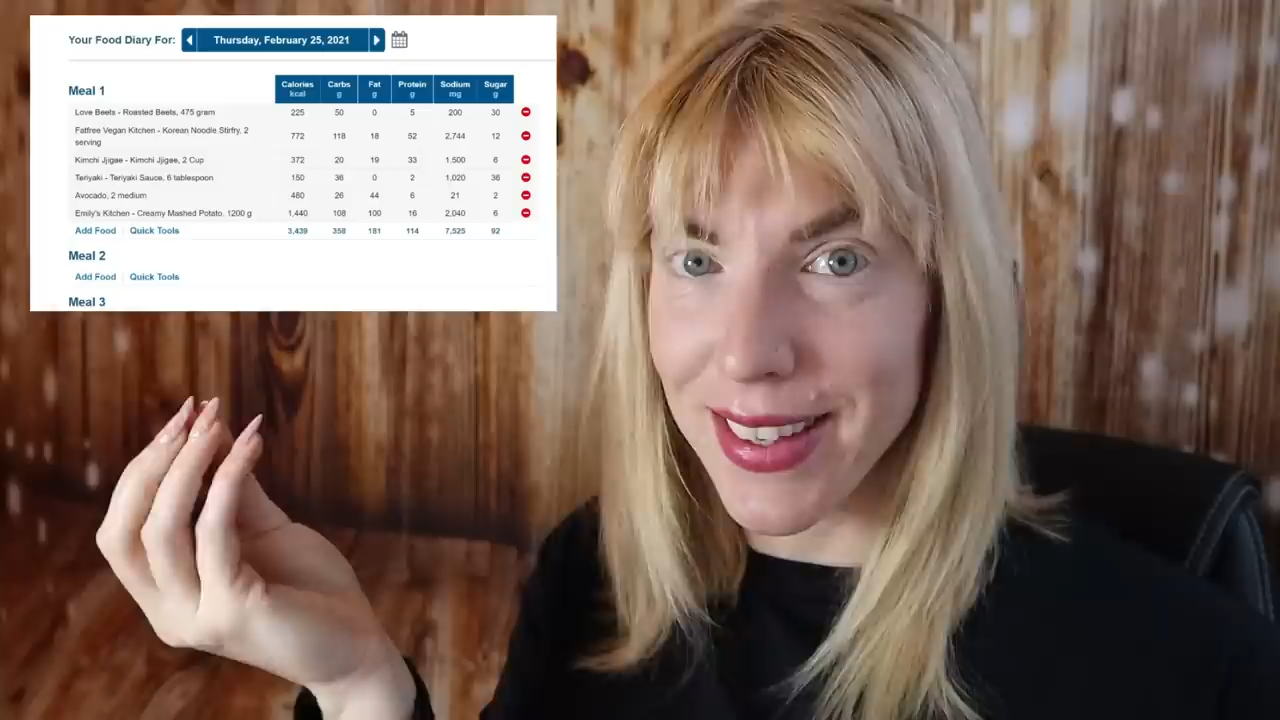 Your Food Diary For: Thursday, February 25, 2021
Meal 1 Calories kcal Carbs g Fat g Protein g Sodium mg Sugar g
Love Beets - Roasted Beets, 475 gram 225 50 0 5 200 30
Fatfree Vegan Kitchen - Korean Noodle Stirfry, 2
serving 772 118 18 52 2,744 12
Kimchi Jjigae - Kimchi Jjigae, 2 Cup 372 20 19 33 1,500 6
Teriyaki - Teriyaki Sauce, 6 tablespoon 150 36 0 2 1,020 36
Avocado, 2 medium 480 26 44 6 21 2
Emily's Kitchen - Creamy Mashed Potato, 1200 g 1,440 108 100 16 2,040 6
Add Food | Quick Tools 3,439 358 181 114 7,525 92
Meal 2
Add Food | Quick Tools
Meal 3